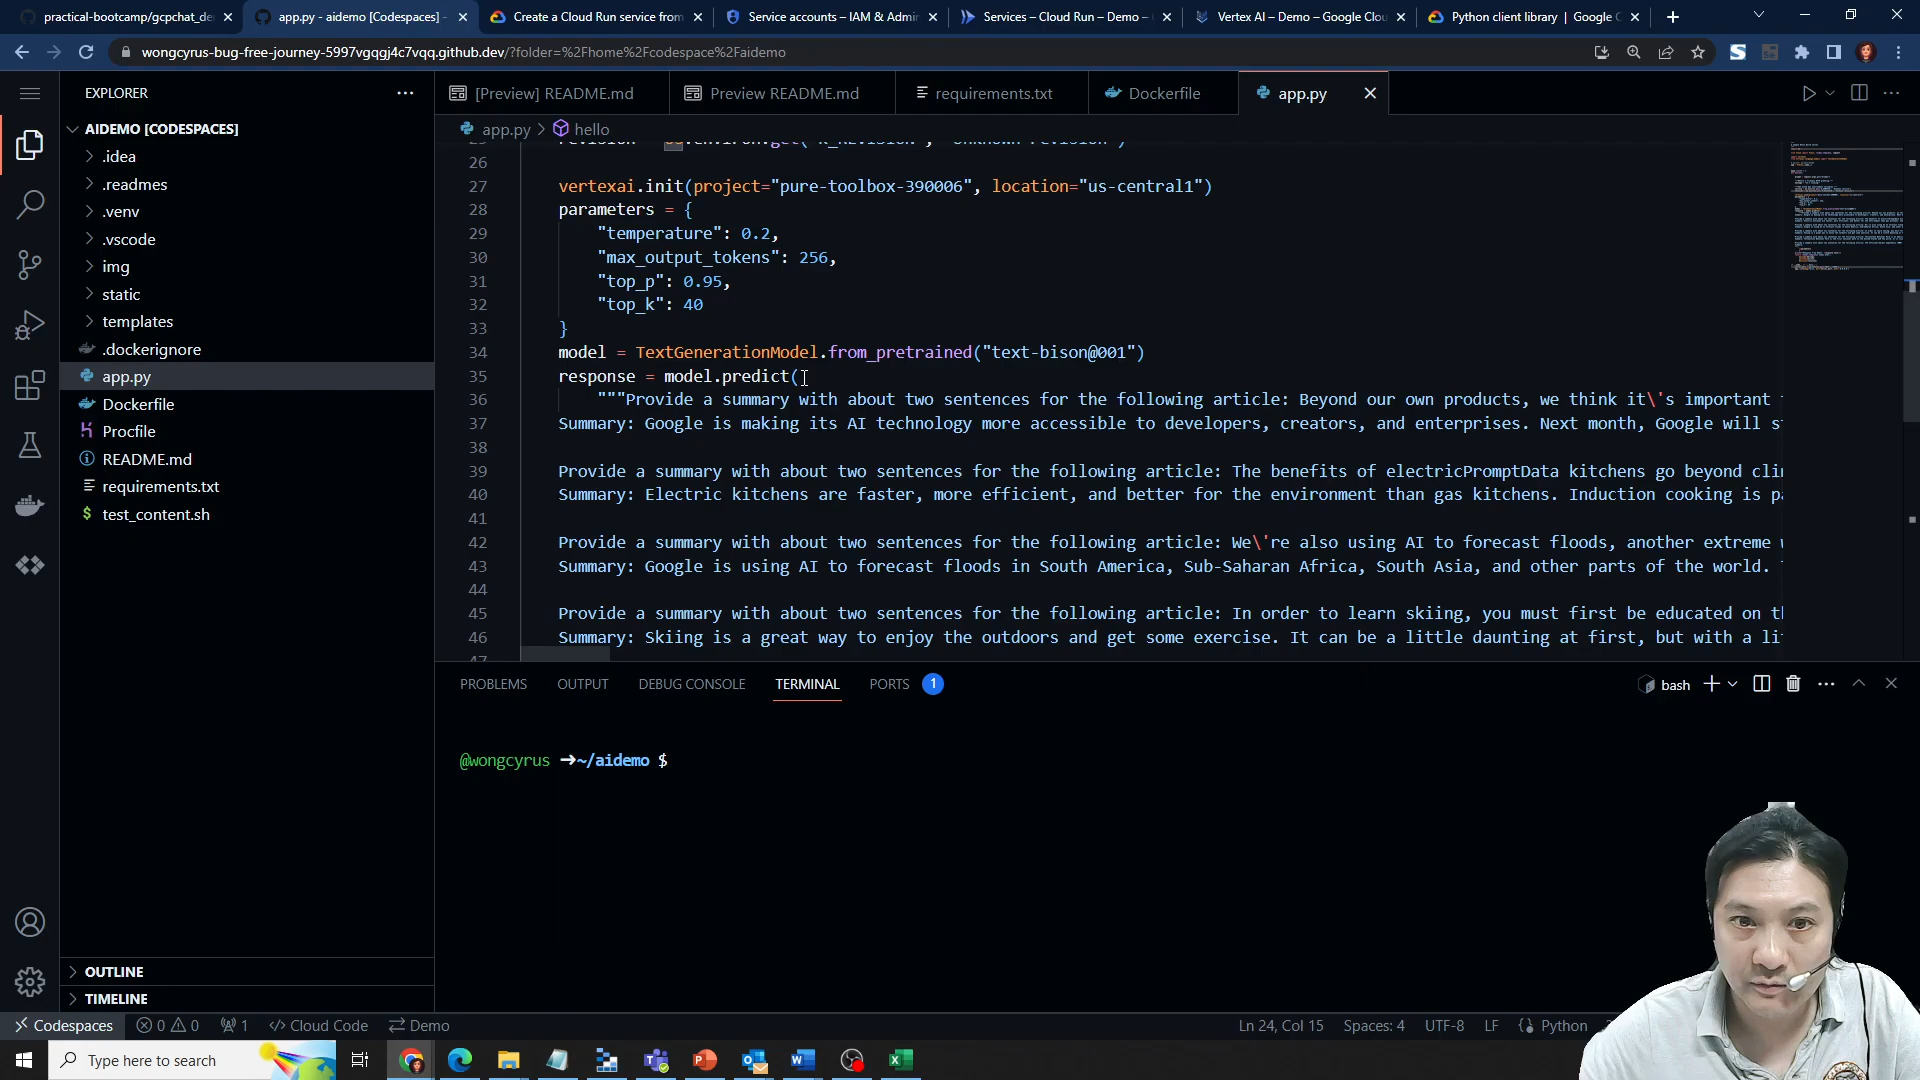 practical-bootcamp/gcpchat_de
app.py - aidemo [Codespaces] -
Create a Cloud Run service from
Service accounts – IAM & Admin
Services – Cloud Run – Demo –
Vertex AI – Demo – Google Clou
Python client library | Google C
wongcyrus-bug-free-journey-5997vgqgj4c7vqq.github.dev/?folder=%2Fhome%2Fcodespace%2Faidemo
EXPLORER
[Preview] README.md
Preview README.md
requirements.txt
Dockerfile
app.py
AIDEMO [CODESPACES]
.idea
.readmes
.venv
.vscode
img
static
templates
.dockerignore
app.py
Dockerfile
Procfile
README.md
requirements.txt
test_content.sh
OUTLINE
TIMELINE
app.py > hello
26
27 vertexai.init(project="pure-toolbox-390006", location="us-central1")
28 parameters = {
29 "temperature": 0.2,
30 "max_output_tokens": 256,
31 "top_p": 0.95,
32 "top_k": 40
33 }
34 model = TextGenerationModel.from_pretrained("text-bison@001")
35 response = model.predict(
36 """Provide a summary with about two sentences for the following article: Beyond our own products, we think it\'s important
37 Summary: Google is making its AI technology more accessible to developers, creators, and enterprises. Next month, Google will
38
39 Provide a summary with about two sentences for the following article: The benefits of electricPromptData kitchens go beyond
40 Summary: Electric kitchens are faster, more efficient, and better for the environment than gas kitchens. Induction cooking is
41
42 Provide a summary with about two sentences for the following article: We\'re also using AI to forecast floods, another extreme
43 Summary: Google is using AI to forecast floods in South America, Sub-Saharan Africa, South Asia, and other parts of the world.
44
45 Provide a summary with about two sentences for the following article: In order to learn skiing, you must first be educated on
46 Summary: Skiing is a great way to enjoy the outdoors and get some exercise. It can be a little daunting at first, but with a
PROBLEMS OUTPUT DEBUG CONSOLE TERMINAL PORTS 1
bash
@wongcyrus ➜~/aidemo $
Codespaces 0 0 1 Cloud Code Demo
Ln 24, Col 15 Spaces: 4 UTF-8 LF Python
Type here to search